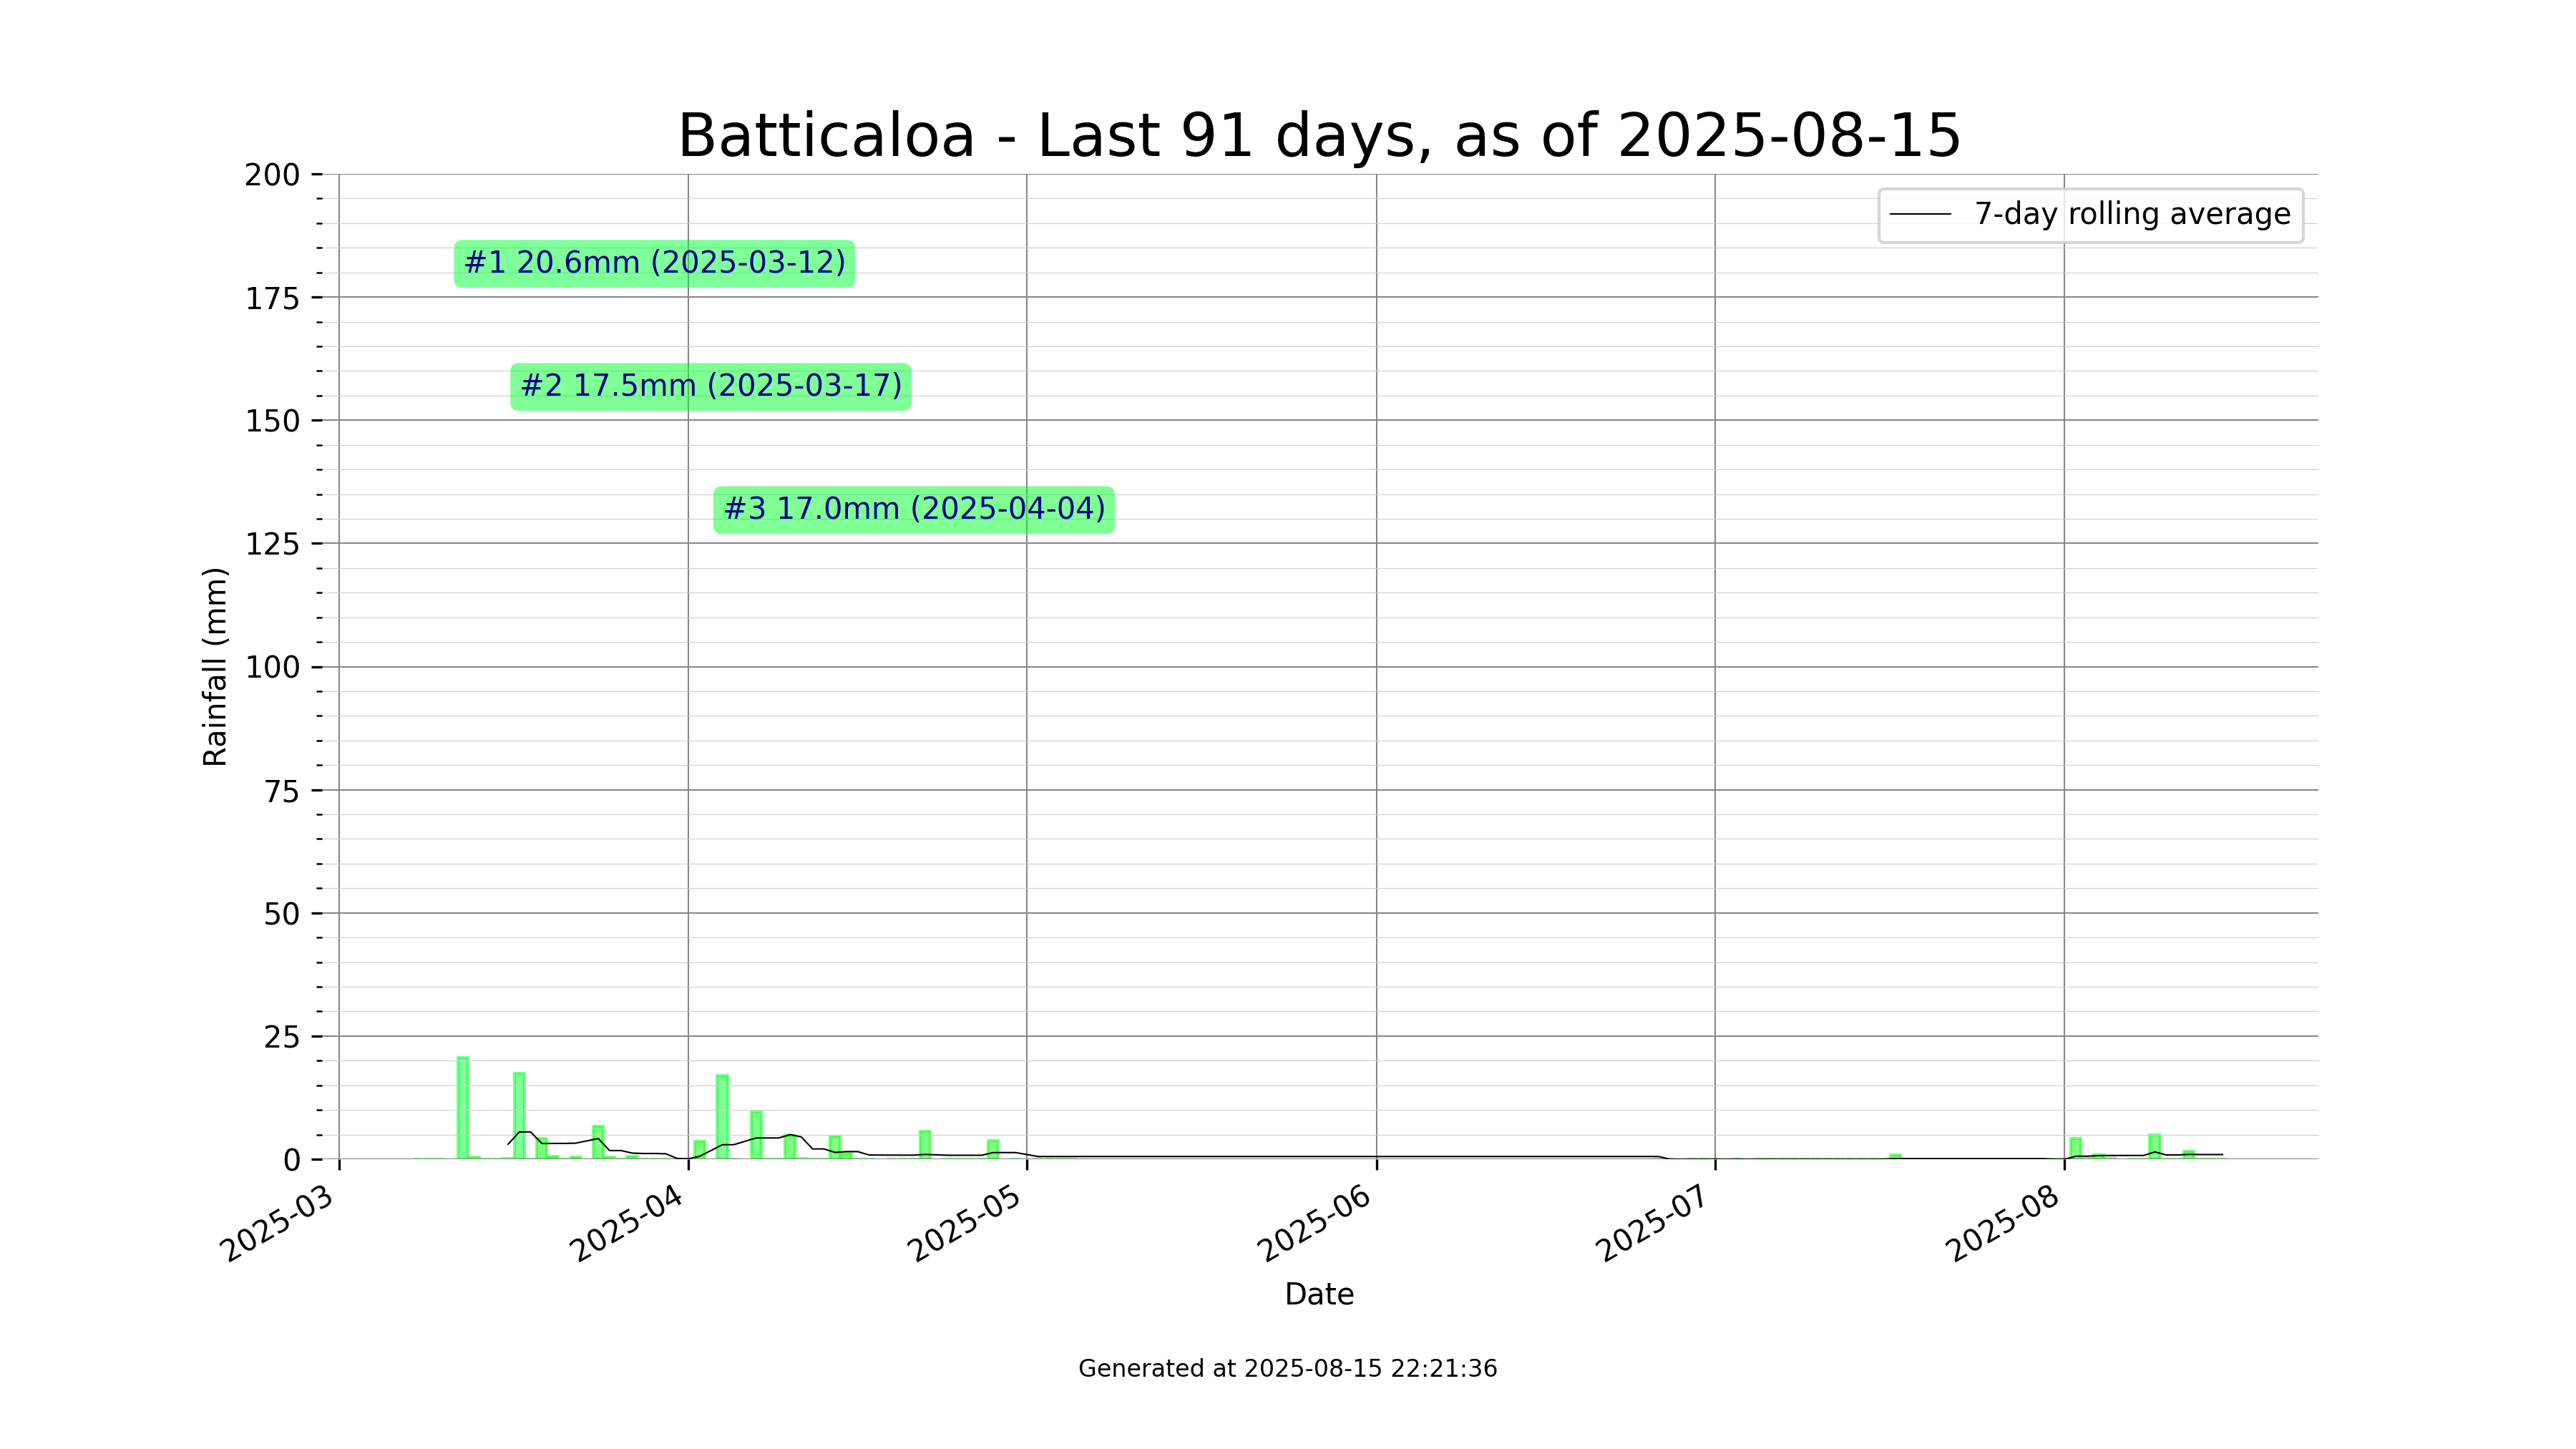 Batticaloa - Last 91 days, as of 2025-08-15
7-day rolling average
#1 20.6mm (2025-03-12)
#2 17.5mm (2025-03-17)
#3 17.0mm (2025-04-04)
Rainfall (mm)
200
175
150
125
100
75
50
25
0
2025-03
2025-04
2025-05
2025-06
2025-07
2025-08
Date
Generated at 2025-08-15 22:21:36